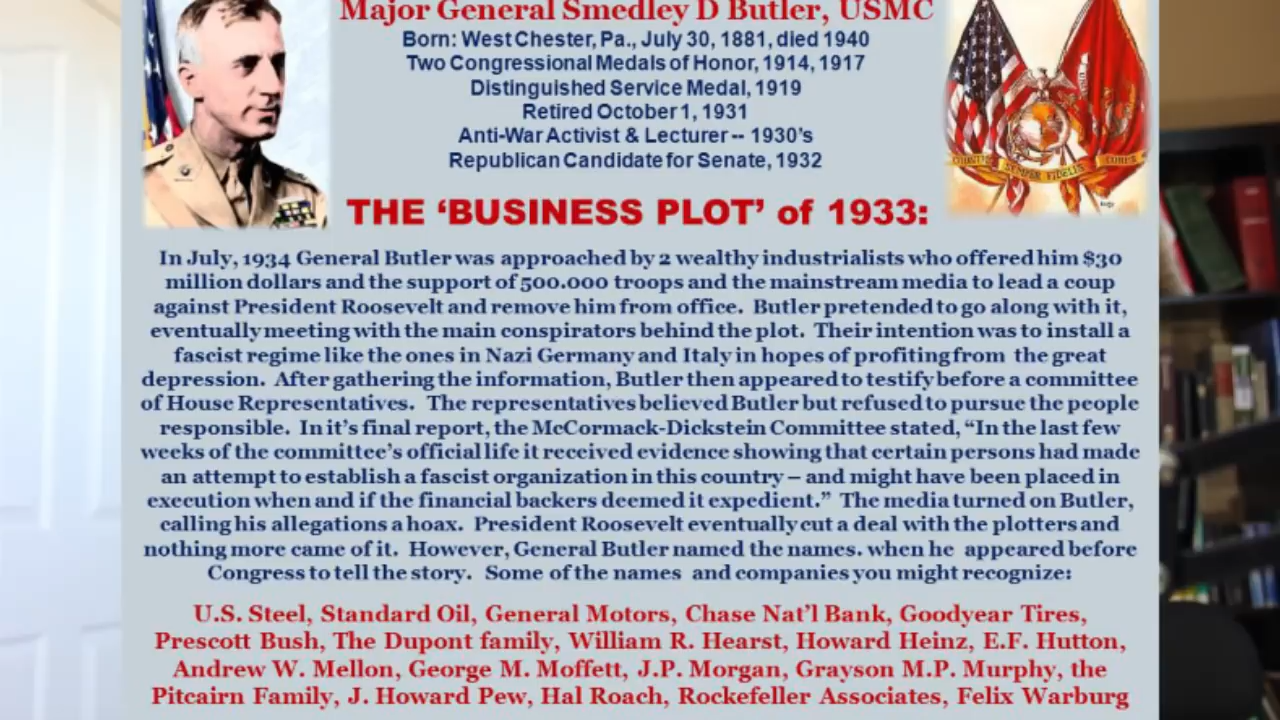 Major General Smedley D Butler, USMC
Born: West Chester, Pa., July 30, 1881, died 1940
Two Congressional Medals of Honor, 1914, 1917
Distinguished Service Medal, 1919
Retired October 1, 1931
Anti-War Activist & Lecturer -- 1930's
Republican Candidate for Senate, 1932
SEMPER FIDELIS
THE ‘BUSINESS PLOT’ of 1933:
In July, 1934 General Butler was approached by 2 wealthy industrialists who offered him $30
million dollars and the support of 500.000 troops and the mainstream media to lead a coup
against President Roosevelt and remove him from office. Butler pretended to go along with it,
eventually meeting with the main conspirators behind the plot. Their intention was to install a
fascist regime like the ones in Nazi Germany and Italy in hopes of profiting from the great
depression. After gathering the information, Butler then appeared to testify before a committee
of House Representatives. The representatives believed Butler but refused to pursue the people
responsible. In it's final report, the McCormack-Dickstein Committee stated, “In the last few
weeks of the committee's official life it received evidence showing that certain persons had made
an attempt to establish a fascist organization in this country – and might have been placed in
execution when and if the financial backers deemed it expedient.” The media turned on Butler,
calling his allegations a hoax. President Roosevelt eventually cut a deal with the plotters and
nothing more came of it. However, General Butler named the names. when he appeared before
Congress to tell the story. Some of the names and companies you might recognize:
U.S. Steel, Standard Oil, General Motors, Chase Nat'l Bank, Goodyear Tires,
Prescott Bush, The Dupont family, William R. Hearst, Howard Heinz, E.F. Hutton,
Andrew W. Mellon, George M. Moffett, J.P. Morgan, Grayson M.P. Murphy, the
Pitcairn Family, J. Howard Pew, Hal Roach, Rockefeller Associates, Felix Warburg